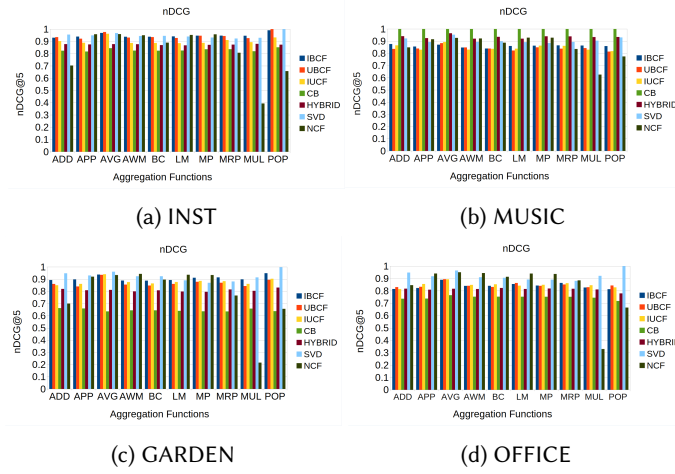 nDCG
nDCG@5
1
0.9
0.8
0.7
0.6
0.5
0.4
0.3
0.2
0.1
0
ADD APP AVG AWM BC LM MP MRP MUL POP
Aggregation Functions
IBCF
UBCF
IUCF
CB
HYBRID
SVD
NCF
(a) INST
nDCG
nDCG@5
1
0.9
0.8
0.7
0.6
0.5
0.4
0.3
0.2
0.1
0
ADD APP AVG AWM BC LM MP MRP MUL POP
Aggregation Functions
IBCF
UBCF
IUCF
CB
HYBRID
SVD
NCF
(b) MUSIC
nDCG
nDCG@5
1
0.9
0.8
0.7
0.6
0.5
0.4
0.3
0.2
0.1
0
ADD APP AVG AWM BC LM MP MRP MUL POP
Aggregation Functions
IBCF
UBCF
IUCF
CB
HYBRID
SVD
NCF
(c) GARDEN
nDCG
nDCG@5
1
0.9
0.8
0.7
0.6
0.5
0.4
0.3
0.2
0.1
0
ADD APP AVG AWM BC LM MP MRP MUL POP
Aggregation Functions
IBCF
UBCF
IUCF
CB
HYBRID
SVD
NCF
(d) OFFICE